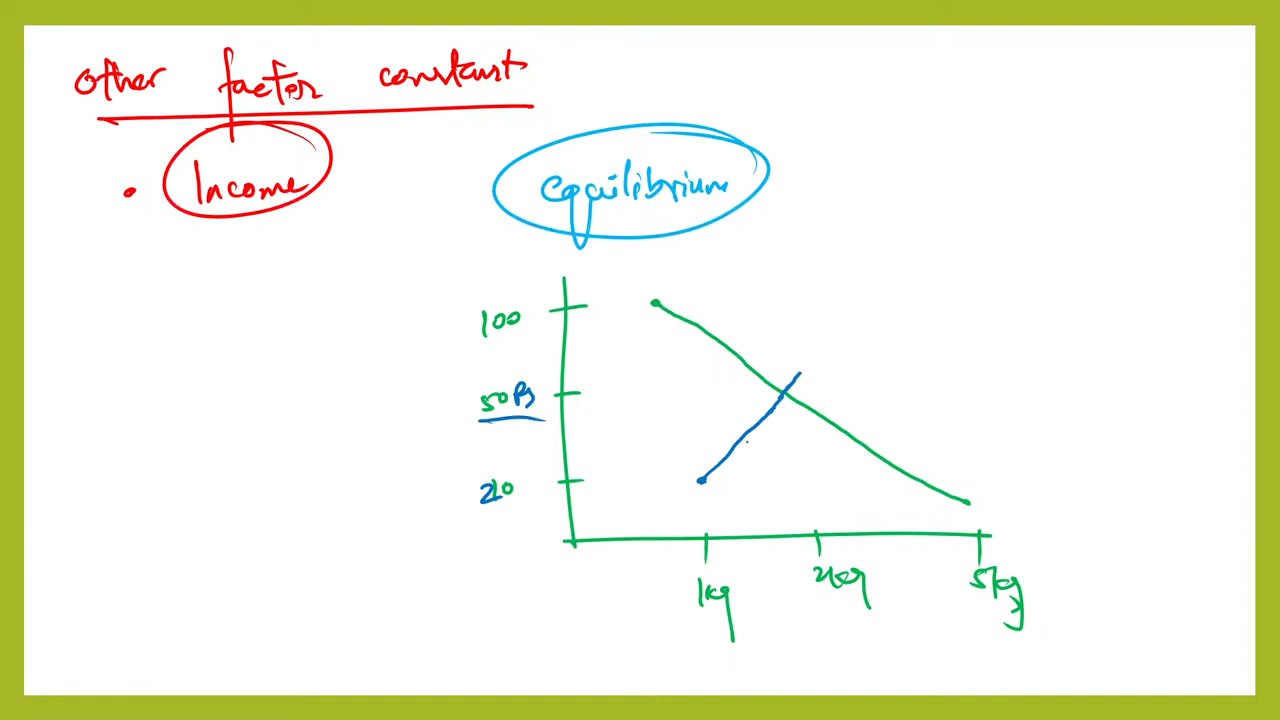 Other factor constant
• Income
equilibrium
100
50Rs
20
1kg
2kg
5kg